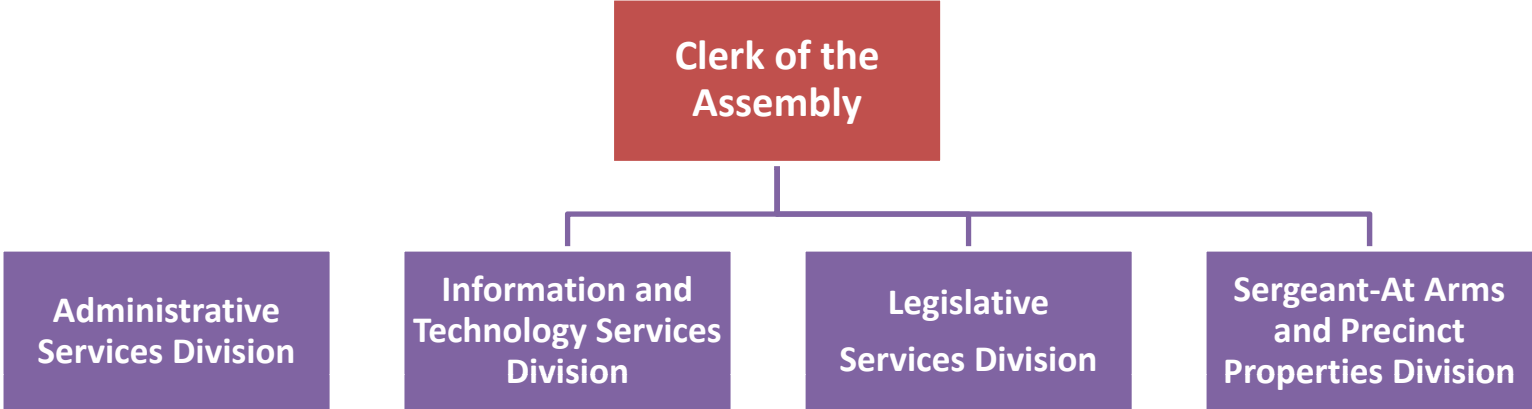 Clerk of the
Assembly
Administrative
Services Division
Information and
Technology Services
Division
Legislative
Services Division
Sergeant-At Arms
and Precinct
Properties Division